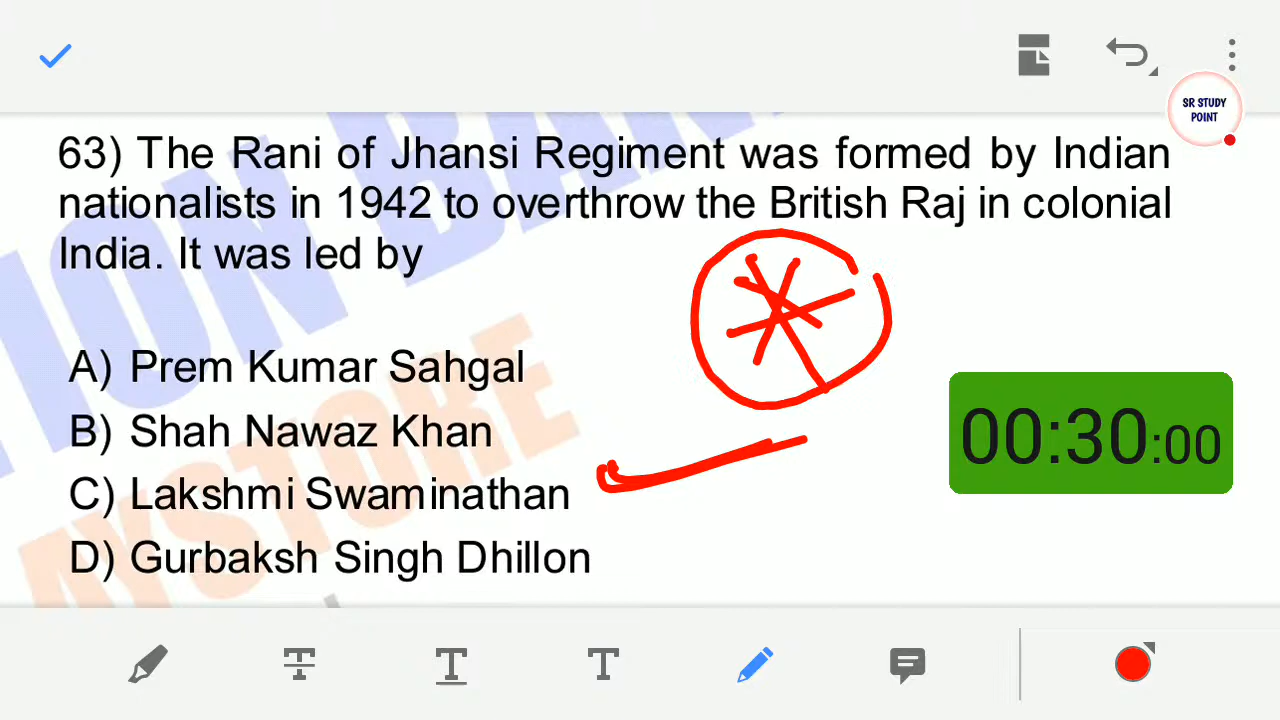 SR STUDY
POINT
63) The Rani of Jhansi Regiment was formed by Indian
nationalists in 1942 to overthrow the British Raj in colonial
India. It was led by
A) Prem Kumar Sahgal
B) Shah Nawaz Khan
C) Lakshmi Swaminathan
D) Gurbaksh Singh Dhillon
00:30:00
T T T